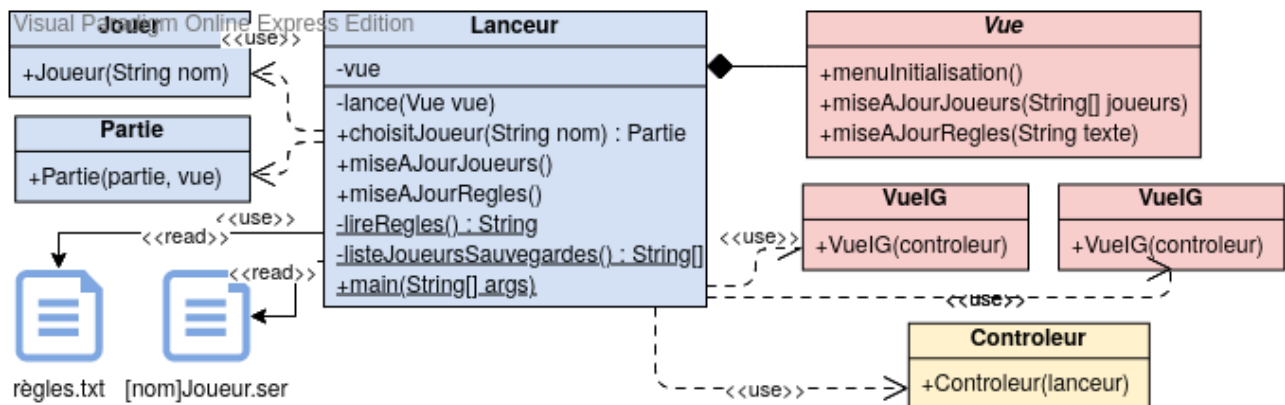 Visual Paradigm Online Express Edition
Jouer
+Joueur(String nom)
<<use>>
Partie
+Partie(partie, vue)
<<use>>
<<read>>
<<read>>
règles.txt
[nom]Joueur.ser
Lanceur
-vue
-lance(Vue vue)
+choisitJoueur(String nom) : Partie
+miseAJourJoueurs()
+miseAJourRegles()
-lireRegles() : String
-listeJoueursSauvegardes() : String[]
+main(String[] args)
Vue
+menuInitialisation()
+miseAJourJoueurs(String[] joueurs)
+miseAJourRegles(String texte)
<<use>>
VueIG
+VueIG(controleur)
VueIG
+VueIG(controleur)
<<use>>
Controleur
+Controleur(lanceur)
<<use>>